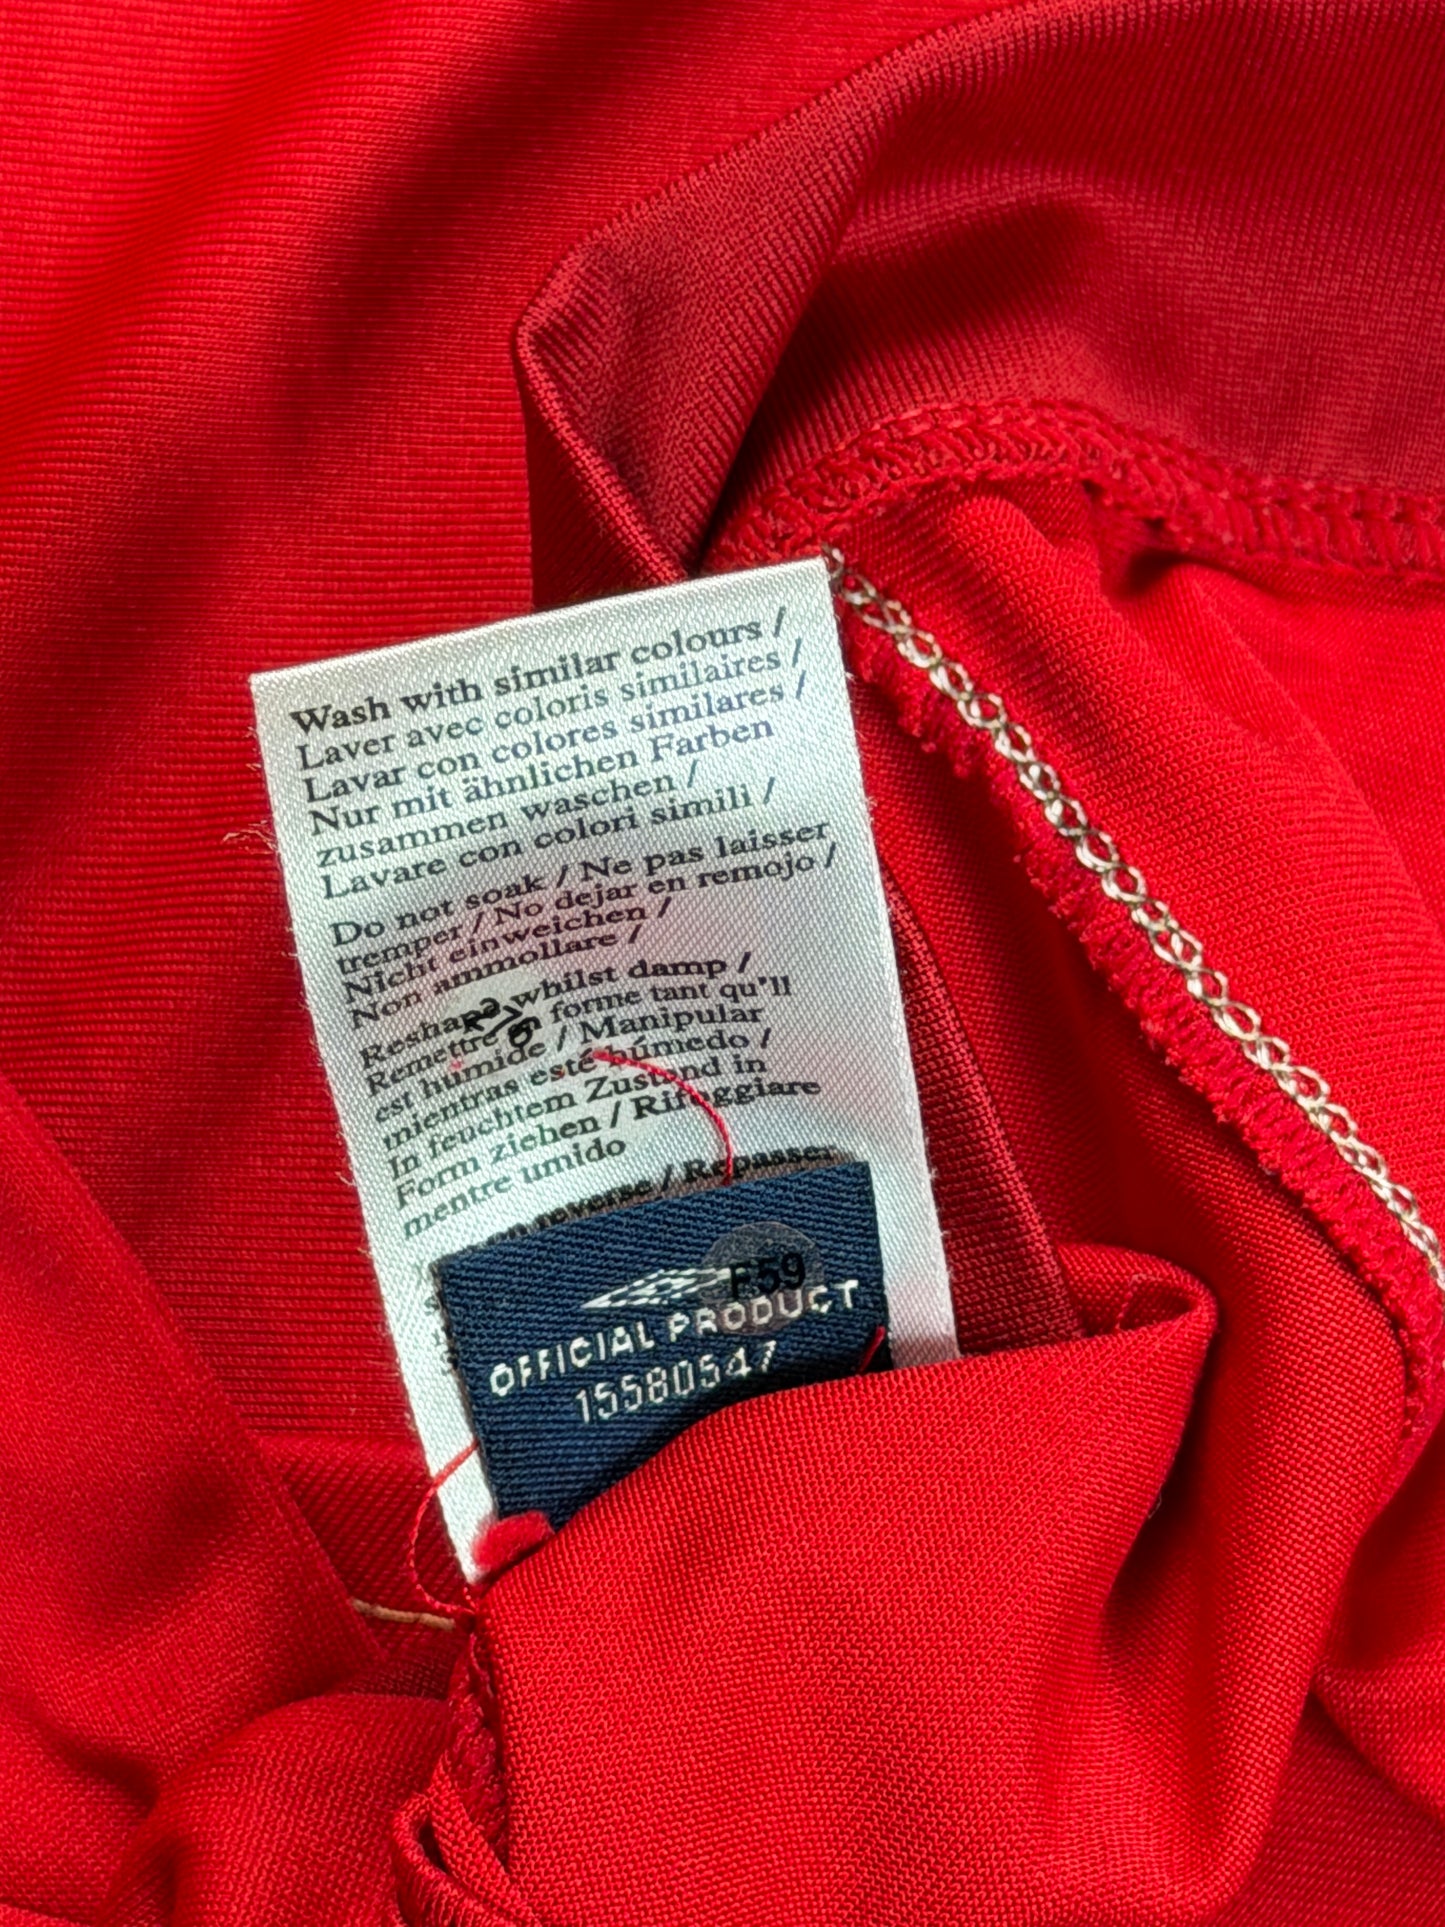 Wash with similar colours /
Laver avec coloris similaires /
Lavar con colores similares /
Nur mit ähnlichen Farben
zusammen waschen /
Lavare con colori simili /
Do not soak / Ne pas laisser
tremper / No dejar en remojo /
Nicht einweichen /
Non ammollare /
whilst damp /
Remettre en forme tant qu'll
est humide / Manipular
mientras esté húmedo /
In feuchtem Zustand in
Form ziehen / Rifoggiare
mentre umido
reverse / Repasser
F59
OFFICIAL PRODUCT
15580547